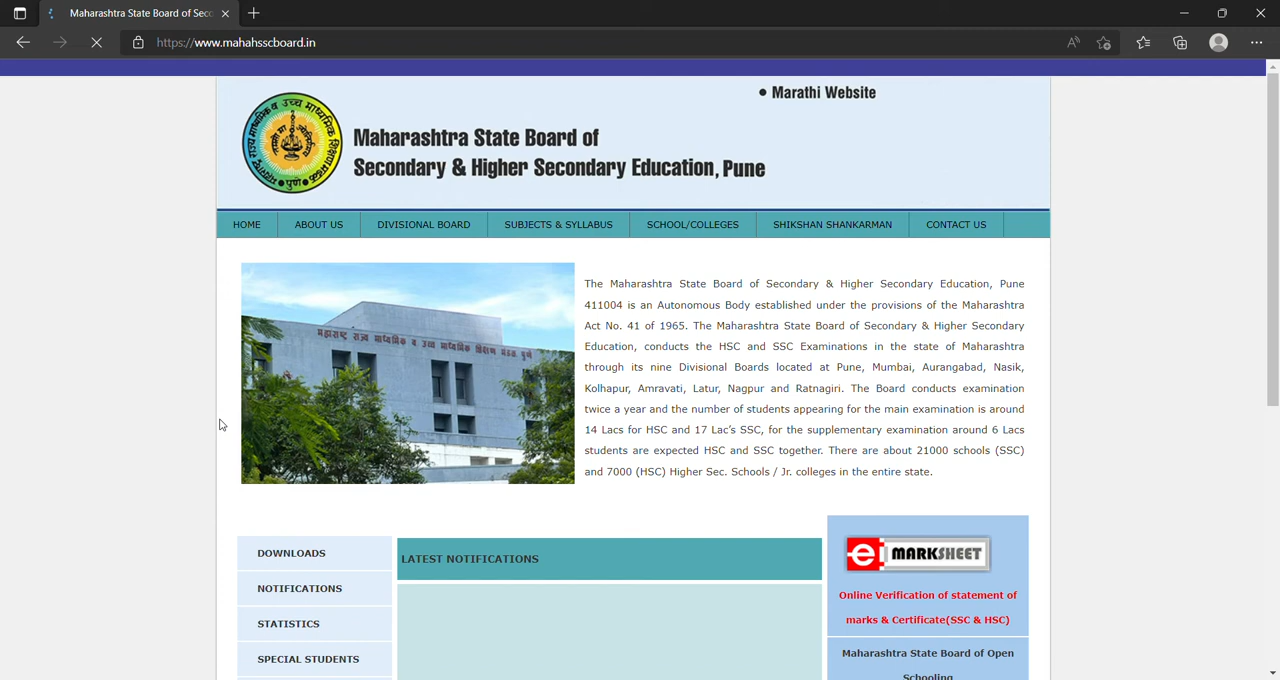 Maharashtra State Board of Sec
https://www.mahahsscboard.in
• Marathi Website
Maharashtra State Board of
Secondary & Higher Secondary Education, Pune
HOME ABOUT US DIVISIONAL BOARD SUBJECTS & SYLLABUS SCHOOL/COLLEGES SHIKSHAN SHANKARMAN CONTACT US
महाराष्ट्र राज्य माध्यमिक व उच्च माध्यमिक शिक्षण मंडळ, पुणे
The Maharashtra State Board of Secondary & Higher Secondary Education, Pune
411004 is an Autonomous Body established under the provisions of the Maharashtra
Act No. 41 of 1965. The Maharashtra State Board of Secondary & Higher Secondary
Education, conducts the HSC and SSC Examinations in the state of Maharashtra
through its nine Divisional Boards located at Pune, Mumbai, Aurangabad, Nasik,
Kolhapur, Amravati, Latur, Nagpur and Ratnagiri. The Board conducts examination
twice a year and the number of students appearing for the main examination is around
14 Lacs for HSC and 17 Lac’s SSC, for the supplementary examination around 6 Lacs
students are expected HSC and SSC together. There are about 21000 schools (SSC)
and 7000 (HSC) Higher Sec. Schools / Jr. colleges in the entire state.
DOWNLOADS
NOTIFICATIONS
STATISTICS
SPECIAL STUDENTS
LATEST NOTIFICATIONS
e MARKSHEET
Online Verification of statement of
marks & Certificate(SSC & HSC)
Maharashtra State Board of Open
Schooling